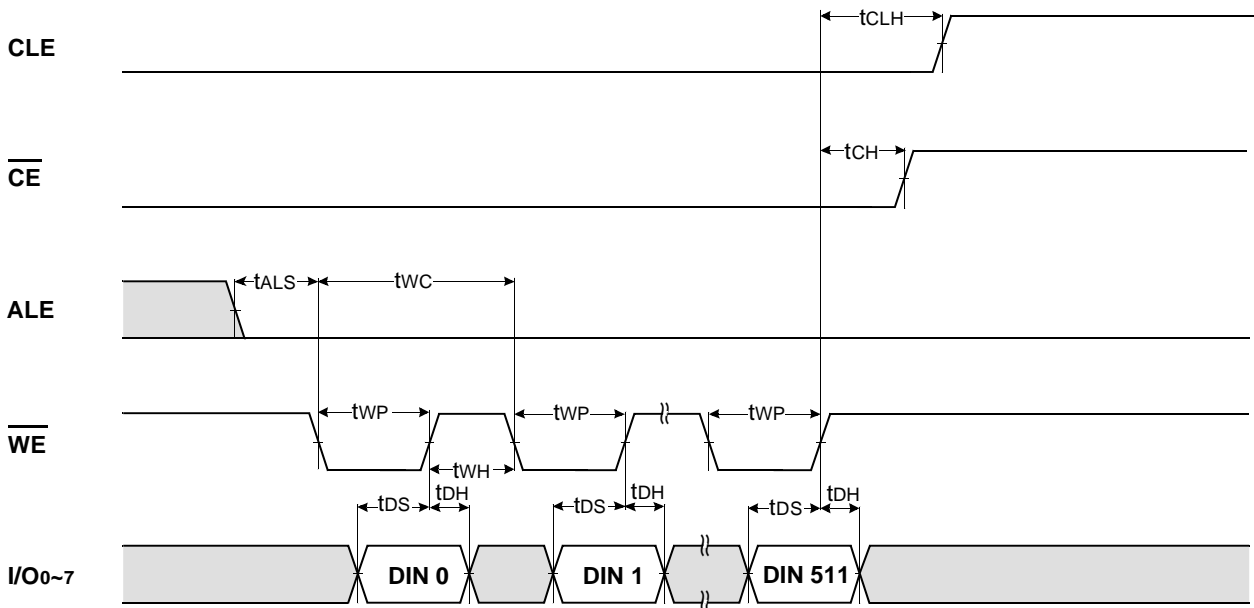 tCLH
CLE
tCH
CE
tALS
tWC
ALE
tWP
tWP
tWP
WE
tWH
tDH
tDH
tDH
tDS
tDS
tDS
I/O0~7
DIN 0
DIN 1
DIN 511